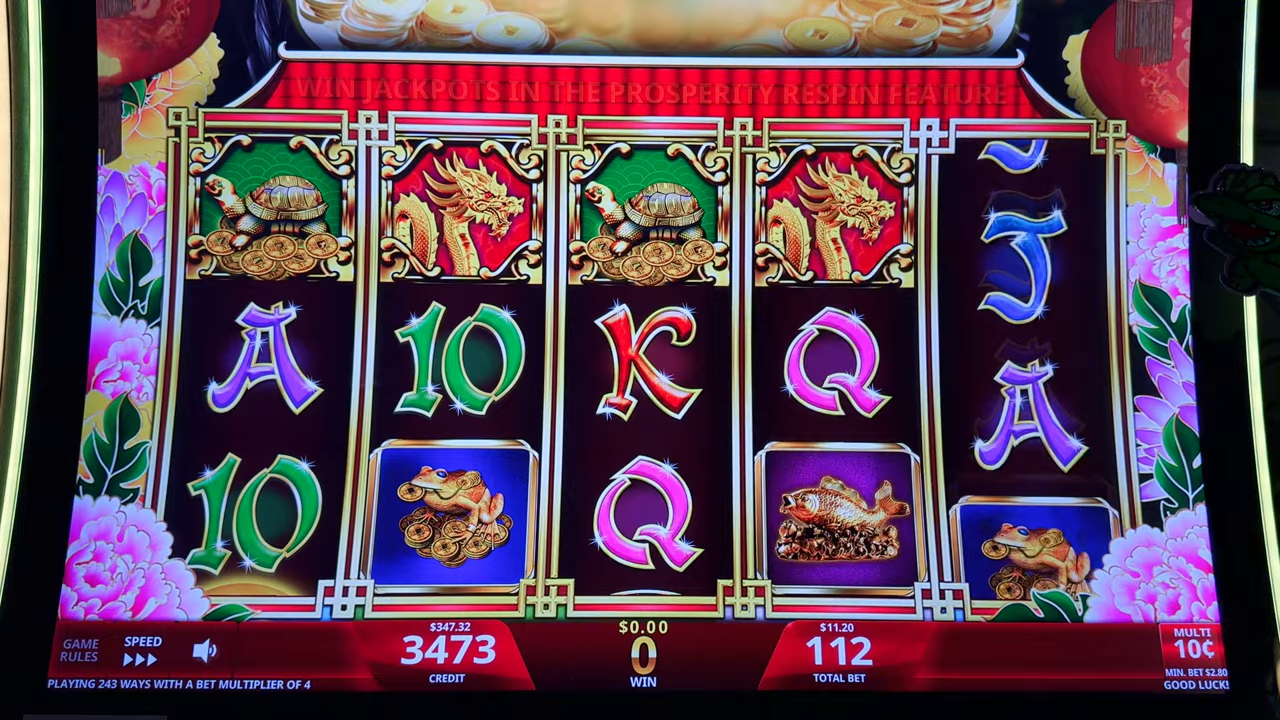 WIN JACKPOTS IN THE PROSPERITY RESPIN FEATURE
J
A 10 K Q
A
10 Q
GAME RULES
SPEED
$347.32
3473
CREDIT
$0.00
0
WIN
$11.20
112
TOTAL BET
MULTI
10¢
MIN. BET $2.80
GOOD LUCK!
PLAYING 243 WAYS WITH A BET MULTIPLIER OF 4